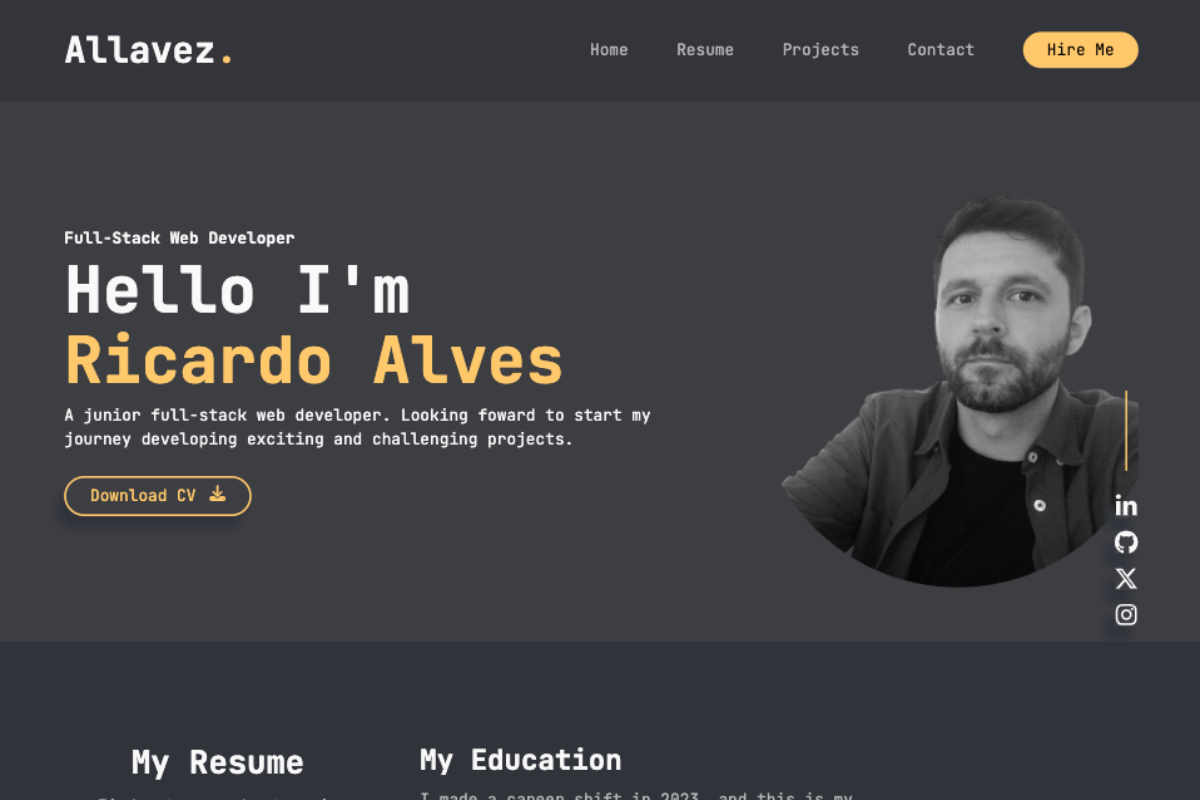 Allavez.
Home Resume Projects Contact Hire Me
Full-Stack Web Developer
Hello I'm
Ricardo Alves
A junior full-stack web developer. Looking foward to start my
journey developing exciting and challenging projects.
Download CV
in
My Resume
My Education
I made a career shift in 2023, and this is my